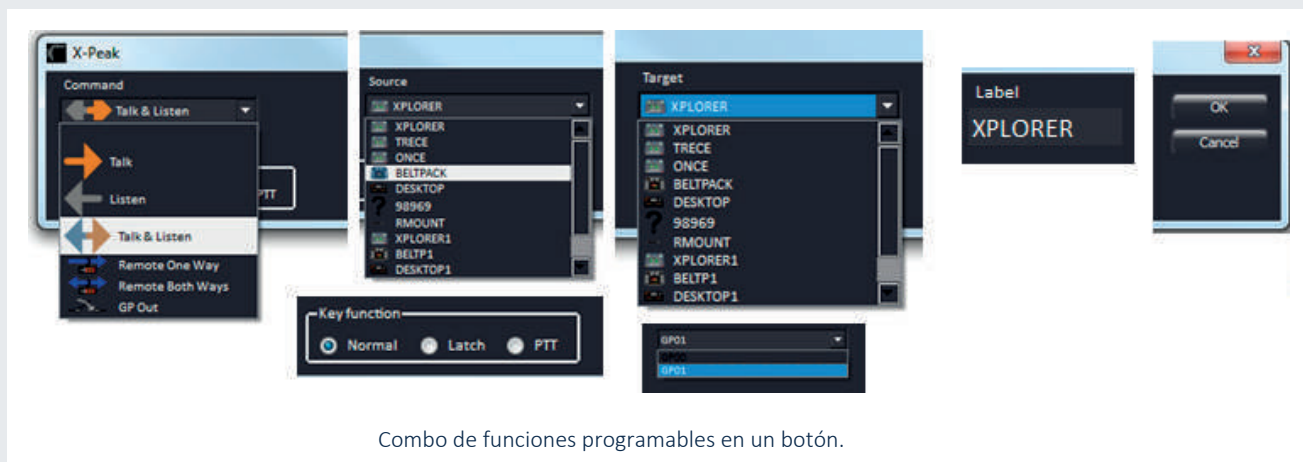 X-Peak
Command
Talk & Listen
Talk
Listen
Talk & Listen
Remote One Way
Remote Both Ways
GP Out
PTT
Source
XPLORER
XPLORER
TRECE
ONCE
BELTPACK
DESKTOP
98969
RMOUNT
XPLORER1
BELTP1
DESKTOP1
Key function
Normal Latch PTT
Target
XPLORER
XPLORER
TRECE
ONCE
BELTPACK
DESKTOP
98969
RMOUNT
XPLORER1
BELTP1
DESKTOP1
GPO1
GPO0
GPO1
Label
XPLORER
OK
Cancel
Combo de funciones programables en un botón.